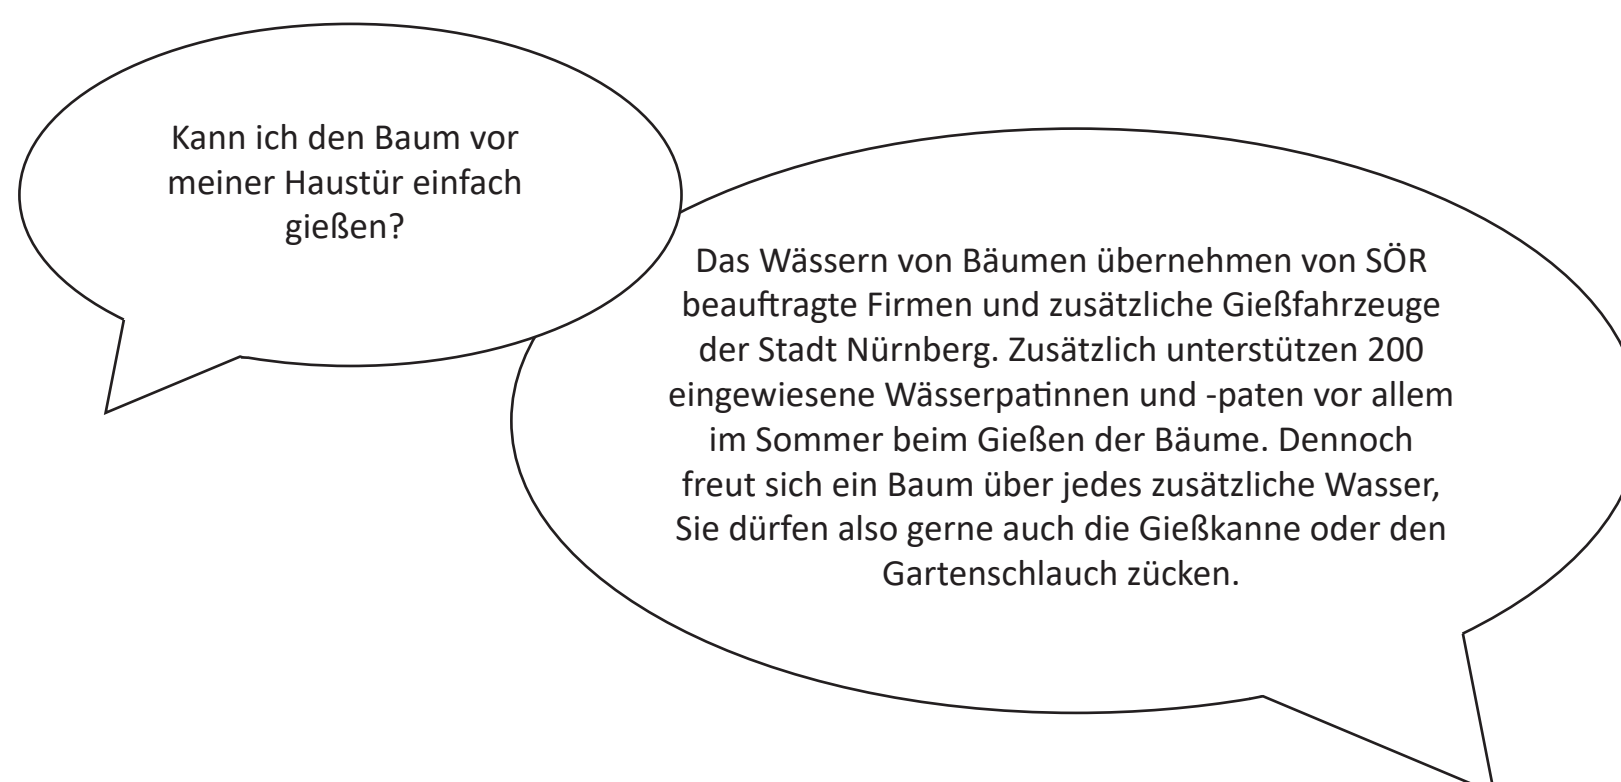 Kann ich den Baum vor
meiner Haustür einfach
gießen?
Das Wässern von Bäumen übernehmen von SÖR
beauftragte Firmen und zusätzliche Gießfahrzeuge
der Stadt Nürnberg. Zusätzlich unterstützen 200
eingewiesene Wässerpatinnen und -paten vor allem
im Sommer beim Gießen der Bäume. Dennoch
freut sich ein Baum über jedes zusätzliche Wasser,
Sie dürfen also gerne auch die Gießkanne oder den
Gartenschlauch zücken.